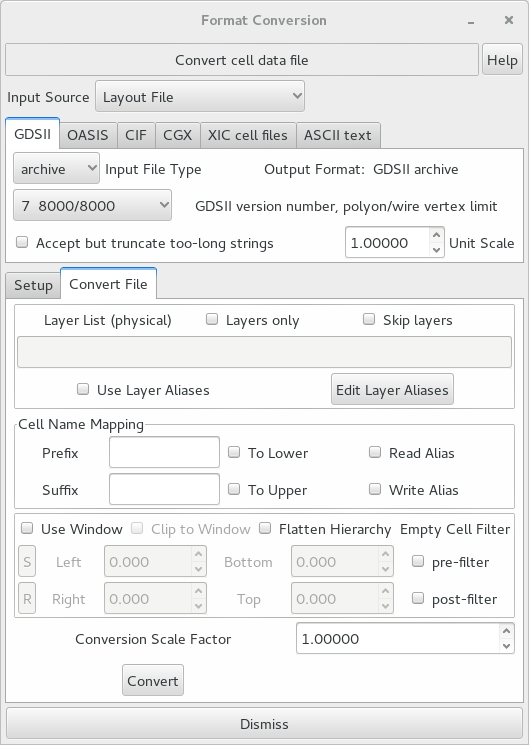 Format Conversion
Convert cell data file
Help
Input Source Layout File
GDSII OASIS CIF CGX XIC cell files ASCII text
archive Input File Type Output Format: GDSII archive
7 8000/8000 GDSII version number, polyon/wire vertex limit
Accept but truncate too-long strings 1.00000 Unit Scale
Setup Convert File
Layer List (physical) Layers only Skip layers
Use Layer Aliases Edit Layer Aliases
Cell Name Mapping
Prefix To Lower Read Alias
Suffix To Upper Write Alias
Use Window Clip to Window Flatten Hierarchy Empty Cell Filter
S Left 0.000 Bottom 0.000 pre-filter
R Right 0.000 Top 0.000 post-filter
Conversion Scale Factor 1.00000
Convert
Dismiss